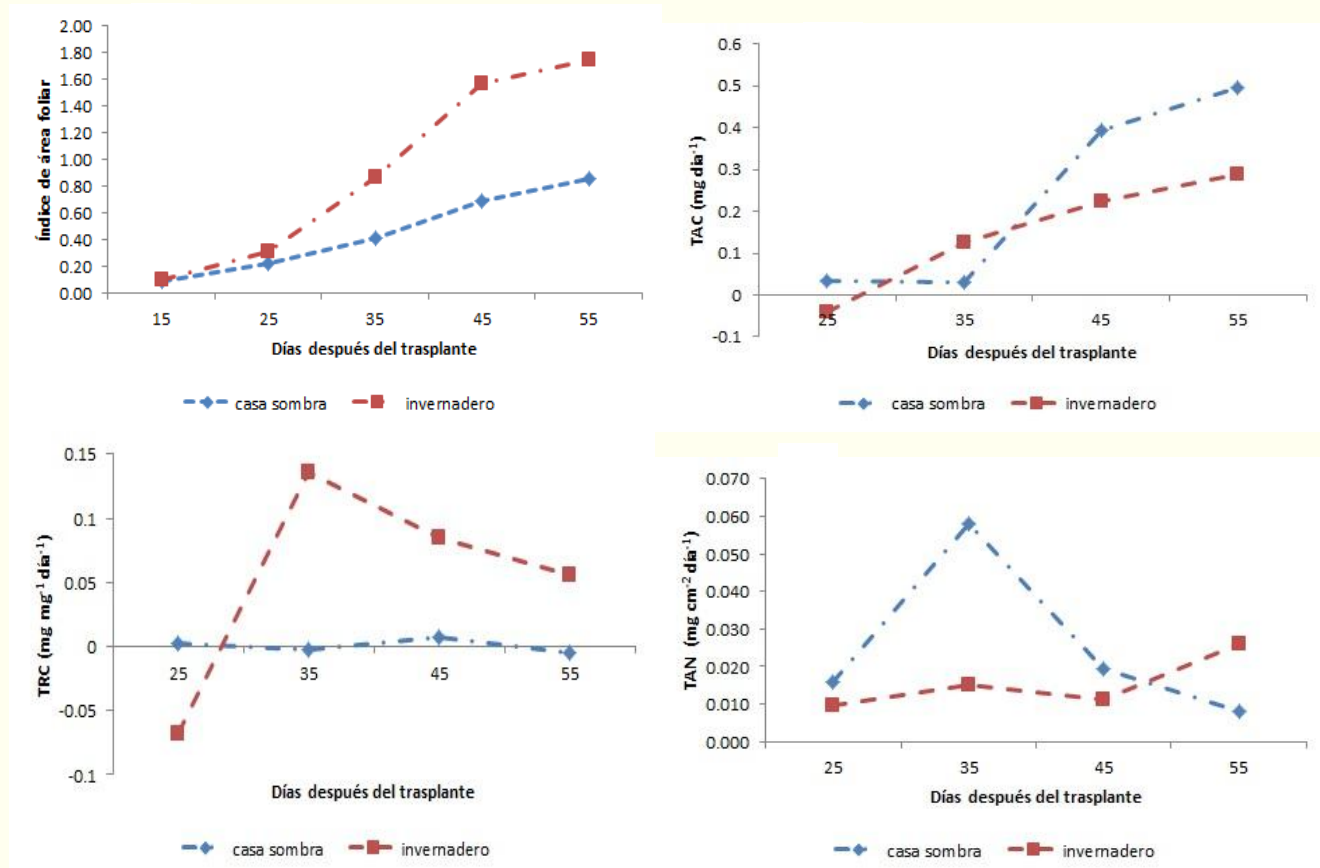 Índice de área foliar
2.00
1.80
1.60
1.40
1.20
1.00
0.80
0.60
0.40
0.20
0.00
15 25 35 45 55
Días después del trasplante
casa sombra invernadero
TAC (mg dia-1)
0.6
0.5
0.4
0.3
0.2
0.1
0
-0.1
25 35 45 55
Días después del trasplante
casa sombra invernadero
TRC (mg mg-1 día-1)
0.15
0.1
0.05
0
-0.05
-0.1
25 35 45 55
Días después del trasplante
casa sombra invernadero
TAN (mg cm-2 día-1)
0.070
0.060
0.050
0.040
0.030
0.020
0.010
0.000
25 35 45 55
Días después del trasplante
casa sombra invernadero